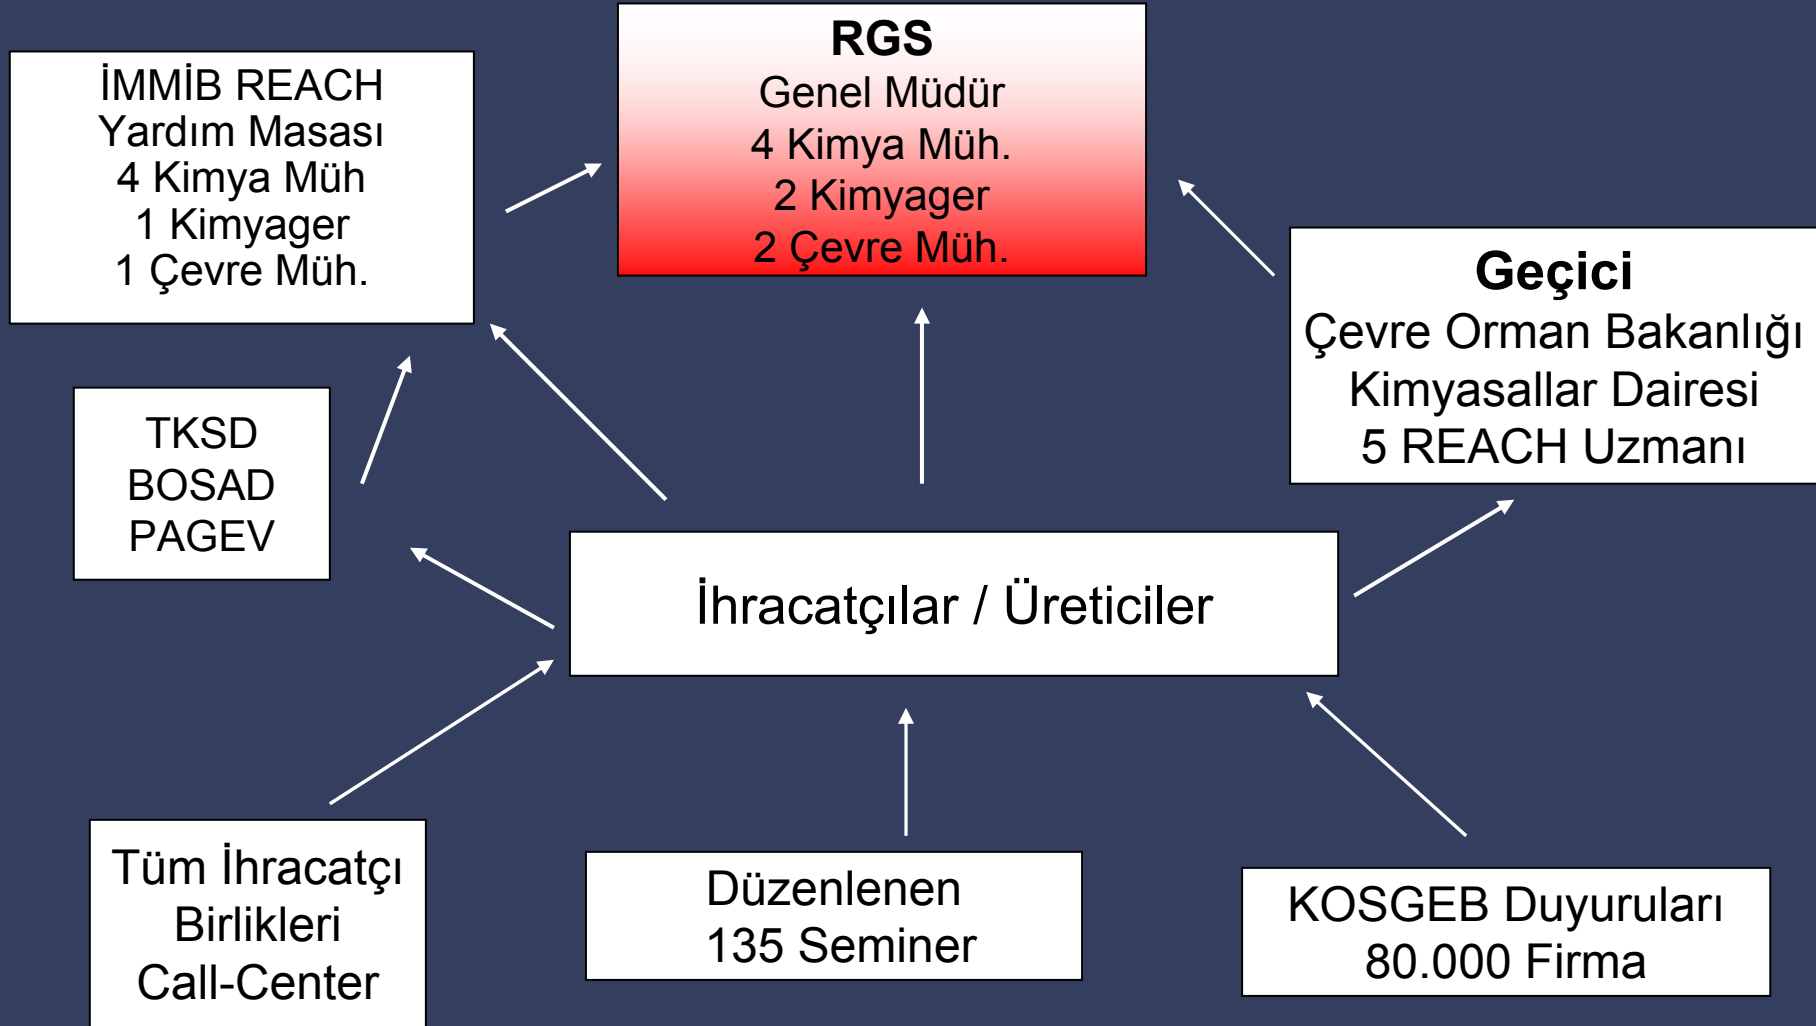 RGS
Genel Müdür
4 Kimya Müh.
2 Kimyager
2 Çevre Müh.
İMMİB REACH
Yardım Masası
4 Kimya Müh
1 Kimyager
1 Çevre Müh.
Geçici
Çevre Orman Bakanlığı
Kimyasallar Dairesi
5 REACH Uzmanı
TKSD
BOSAD
PAGEV
İhracatçılar / Üreticiler
Tüm İhracatçı
Birlikleri
Call-Center
Düzenlenen
135 Seminer
KOSGEB Duyuruları
80.000 Firma